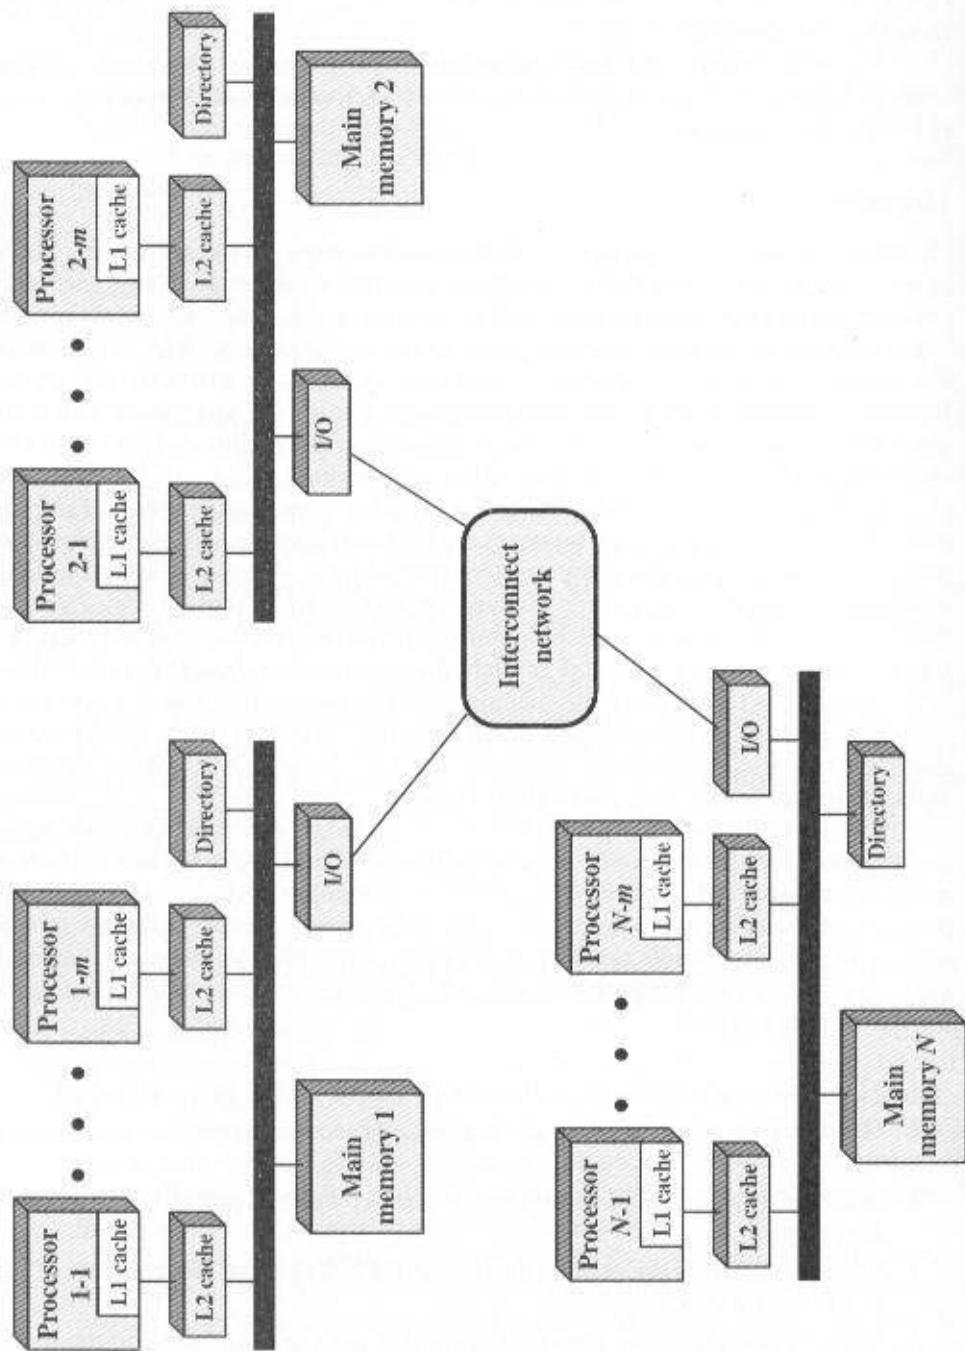 Processor
1-1
L1 cache
L2 cache
Processor
1-m
L1 cache
L2 cache
Directory
Main
memory 1
I/O
Processor
2-1
L1 cache
L2 cache
Processor
2-m
L1 cache
L2 cache
Directory
I/O
Main
memory 2
Interconnect
network
Processor
N-1
L1 cache
L2 cache
Processor
N-m
L1 cache
L2 cache
I/O
Main
memory N
Directory